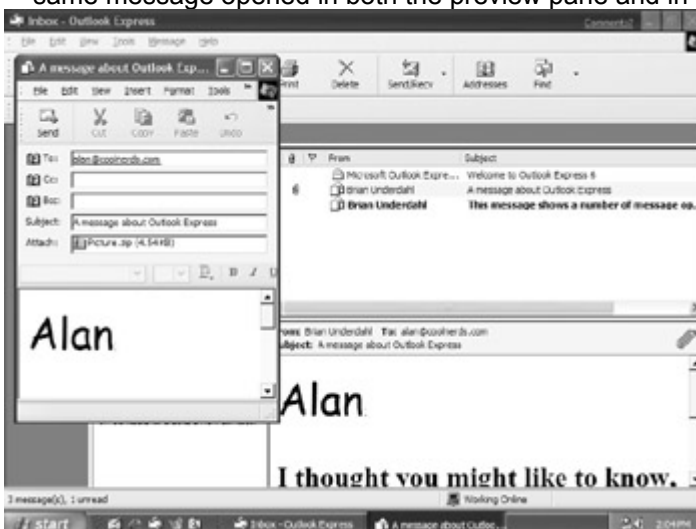 same message opened in both the preview pane and in
Inbox - Outlook Express
File Edit View Tools Message Help
Print Delete Send/Recv Addresses Find
A message about Outlook Exp...
File Edit View Insert Format Tools
Send Cut Copy Paste Undo
To: alan@coolnerds.com
Cc:
Bcc:
Subject: A message about Outlook Express
Attach: Picture.zip (4.54 KB)
B I U
Alan
From Subject
Microsoft Outlook Expre... Welcome to Outlook Express 6
Brian Underdahl A message about Outlook Express
Brian Underdahl This message shows a number of message op.
From: Brian Underdahl To: alan@coolnerds.com
Subject: A message about Outlook Express
Alan
I thought you might like to know.
3 message(s), 1 unread
Working Online
start
Inbox - Outlook Express
A message about Outloo...